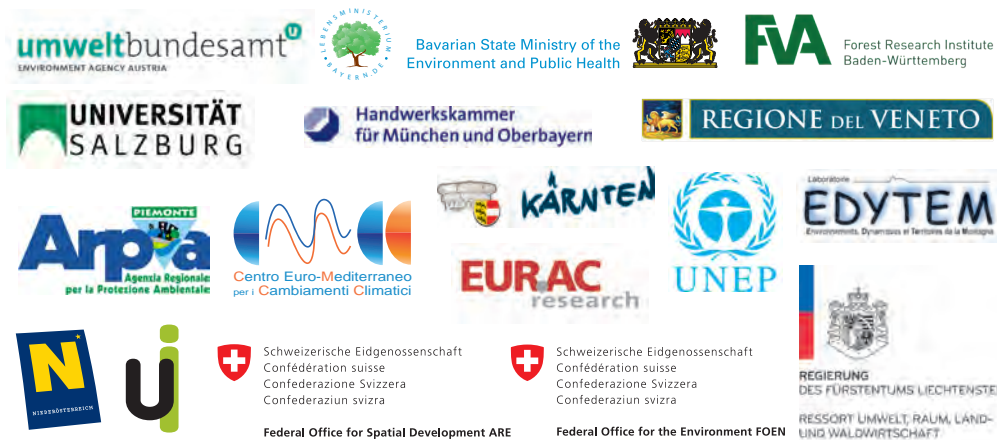 umweltbundesamt
ENVIRONMENT AGENCY AUSTRIA
LEBENSMINISTERIUM
BAYERN.DE
Bavarian State Ministry of the
Environment and Public Health
FVA
Forest Research Institute
Baden-Württemberg
UNIVERSITÄT
SALZBURG
Handwerkskammer
für München und Oberbayern
REGIONE DEL VENETO
PIEMONTE
Arpa
Agenzia Regionale
per la Protezione Ambientale
Centro Euro-Mediterraneo
per i Cambiamenti Climatici
KÄRNTEN
EURAC
research
UNEP
Laboratoire
EDYTEM
Environnements, Dynamiques et Territoires de la Montagne
N
NIEDERÖSTERREICH
Schweizerische Eidgenossenschaft
Confédération suisse
Confederazione Svizzera
Confederaziun svizra
Federal Office for Spatial Development ARE
Schweizerische Eidgenossenschaft
Confédération suisse
Confederazione Svizzera
Confederaziun svizra
Federal Office for the Environment FOEN
REGIERUNG
DES FÜRSTENTUMS LIECHTENSTE
RESSORT UMWELT, RAUM, LAND-
UND WALDWIRTSCHAFT